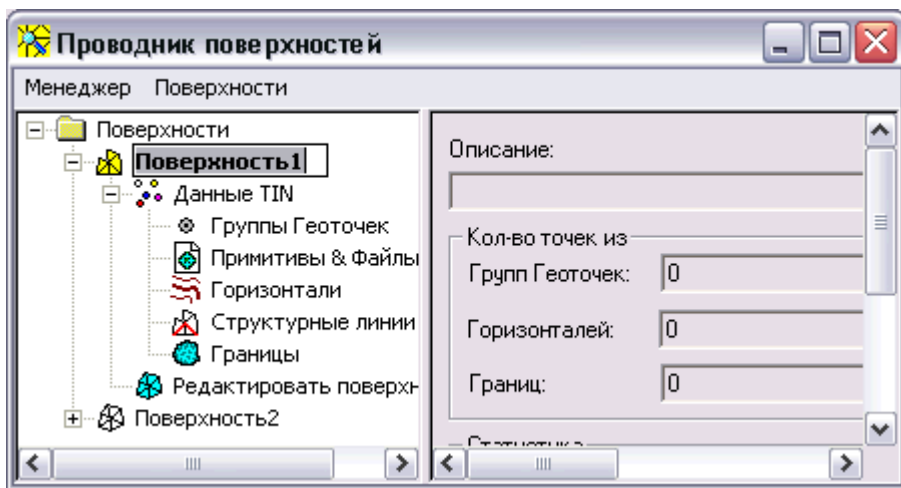 Проводник поверхностей
Менеджер Поверхности
Поверхности
Поверхность1
Данные TIN
Группы Геоточек
Примитивы & Файлы
Горизонтали
Структурные линии
Границы
Редактировать поверхн
Поверхность2
Описание:
Кол-во точек из
Групп Геоточек: 0
Горизонталей: 0
Границ: 0
Статистика